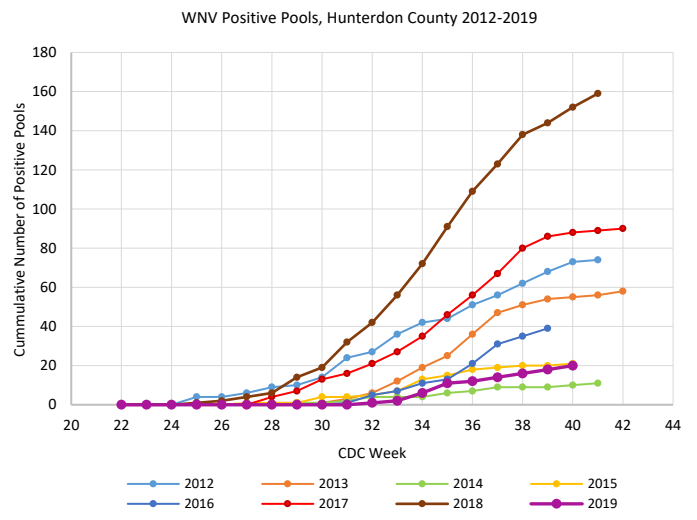 WNV Positive Pools, Hunterdon County 2012-2019
180
160
140
120
100
80
60
40
20
0
Cummulative Number of Positive Pools
20 22 24 26 28 30 32 34 36 38 40 42 44
CDC Week
2012 2013 2014 2015
2016 2017 2018 2019